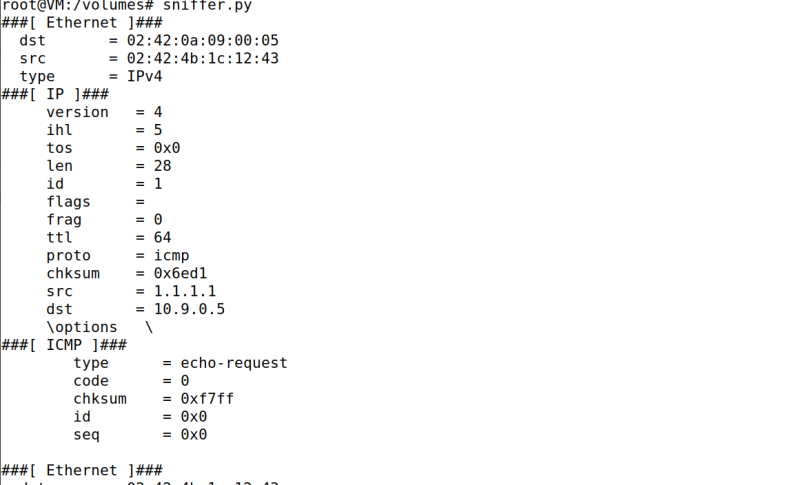 root@VM:/volumes# sniffer.py
###[ Ethernet ]###
  dst       = 02:42:0a:09:00:05
  src       = 02:42:4b:1c:12:43
  type      = IPv4
###[ IP ]###
     version   = 4
     ihl       = 5
     tos       = 0x0
     len       = 28
     id        = 1
     flags     =
     frag      = 0
     ttl       = 64
     proto     = icmp
     chksum    = 0x6ed1
     src       = 1.1.1.1
     dst       = 10.9.0.5
     \options   \
###[ ICMP ]###
        type      = echo-request
        code      = 0
        chksum    = 0xf7ff
        id        = 0x0
        seq       = 0x0
###[ Ethernet ]###